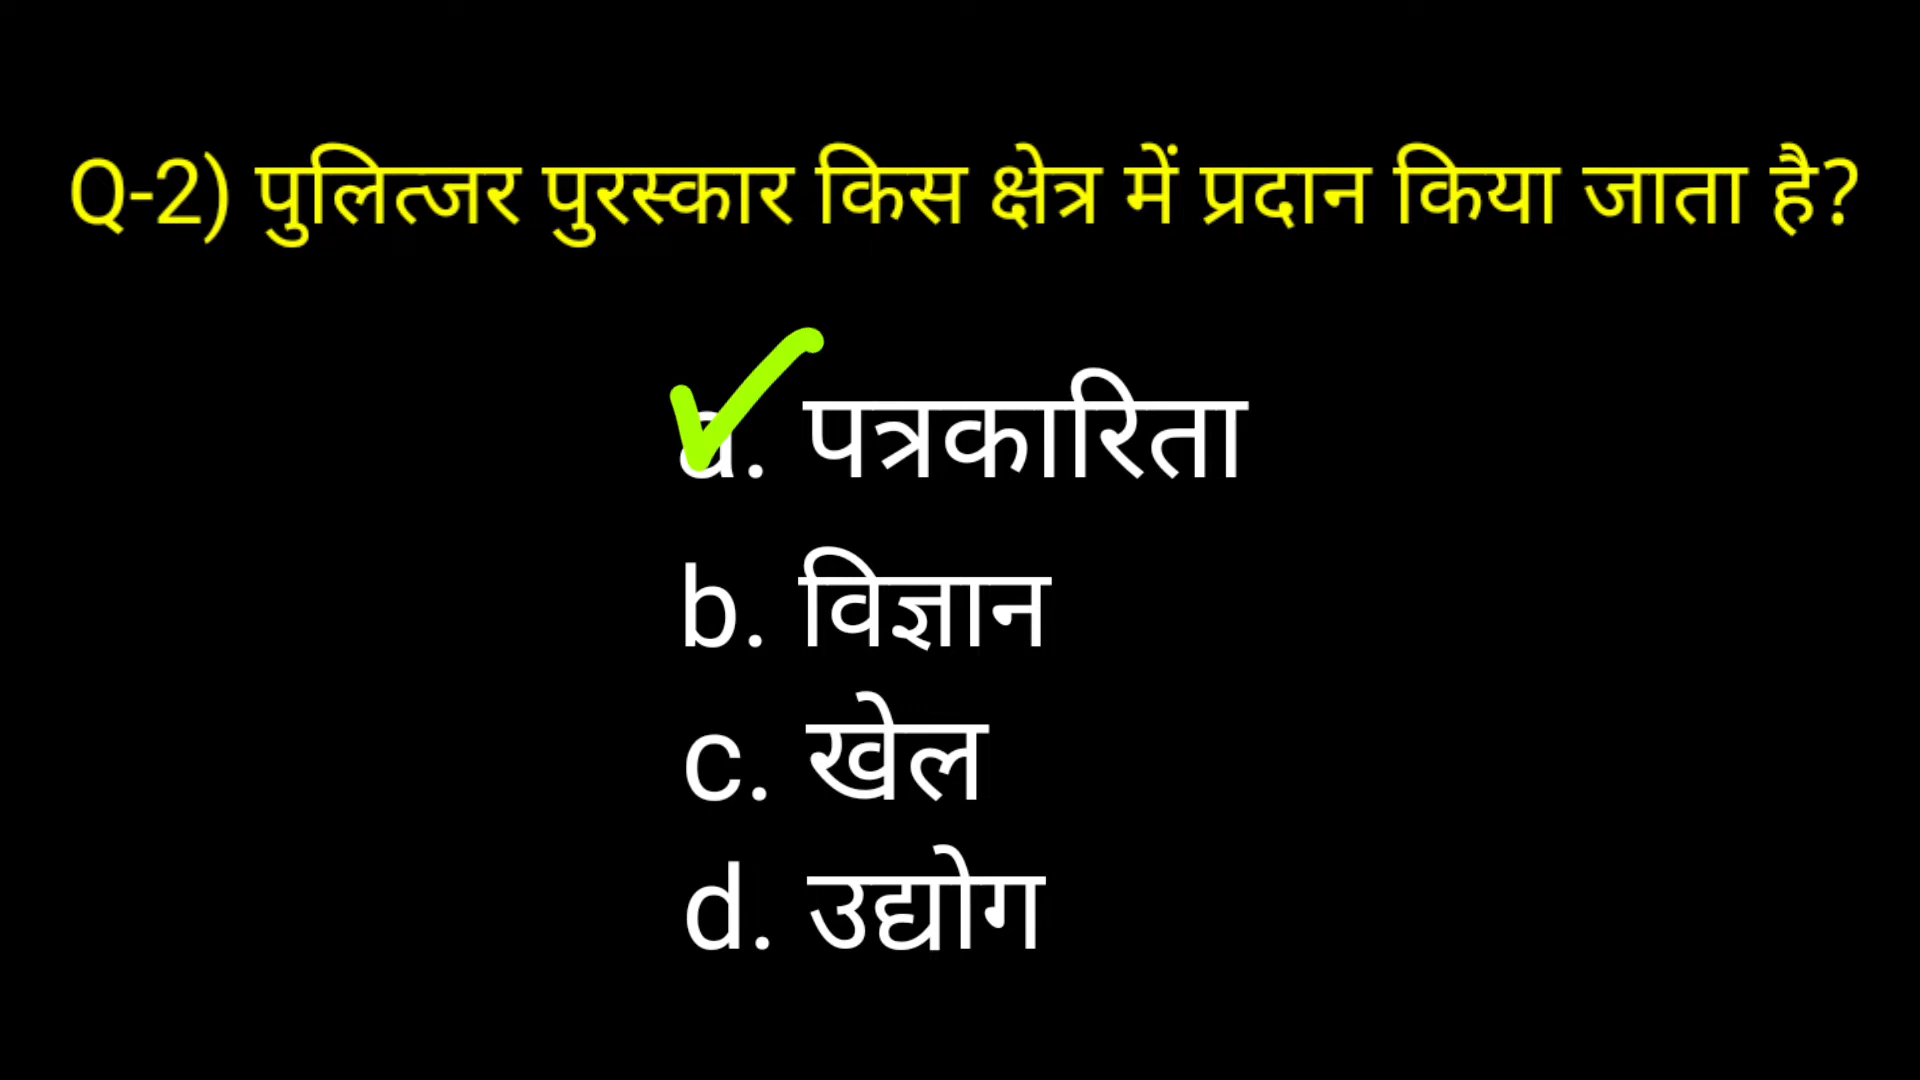 Q-2) पुलित्जर पुरस्कार किस क्षेत्र में प्रदान किया जाता है?
a. पत्रकारिता
b. विज्ञान
c. खेल
d. उद्योग